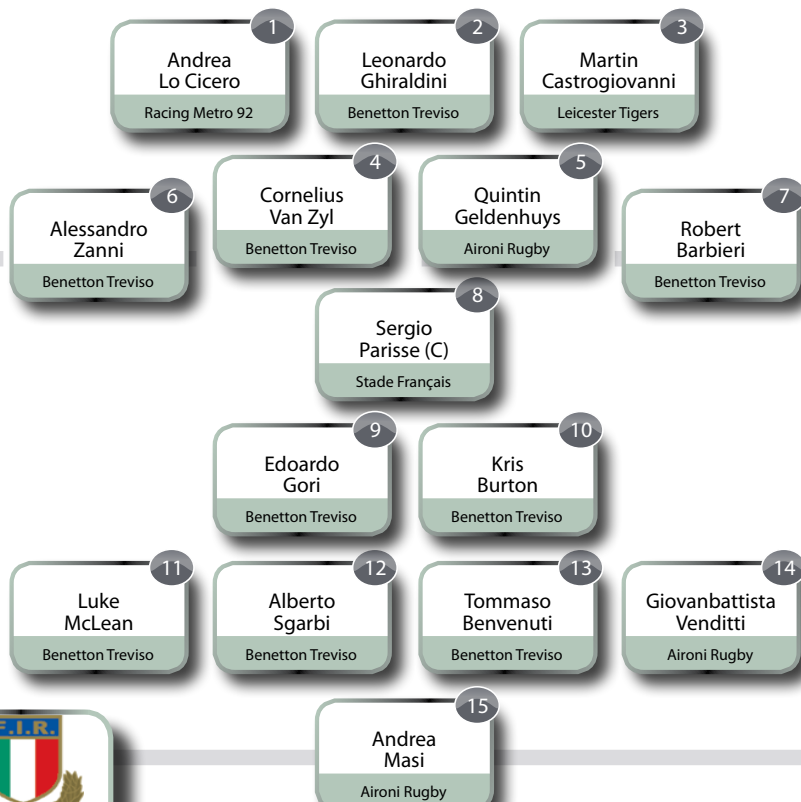 1
Andrea
Lo Cicero
Racing Metro 92
2
Leonardo
Ghiraldini
Benetton Treviso
3
Martin
Castrogiovanni
Leicester Tigers
4
Cornelius
Van Zyl
Benetton Treviso
5
Quintin
Geldenhuys
Aironi Rugby
6
Alessandro
Zanni
Benetton Treviso
7
Robert
Barbieri
Benetton Treviso
8
Sergio
Parisse (C)
Stade Français
9
Edoardo
Gori
Benetton Treviso
10
Kris
Burton
Benetton Treviso
11
Luke
McLean
Benetton Treviso
12
Alberto
Sgarbi
Benetton Treviso
13
Tommaso
Benvenuti
Benetton Treviso
14
Giovanbattista
Venditti
Aironi Rugby
15
Andrea
Masi
Aironi Rugby
F.I.R.